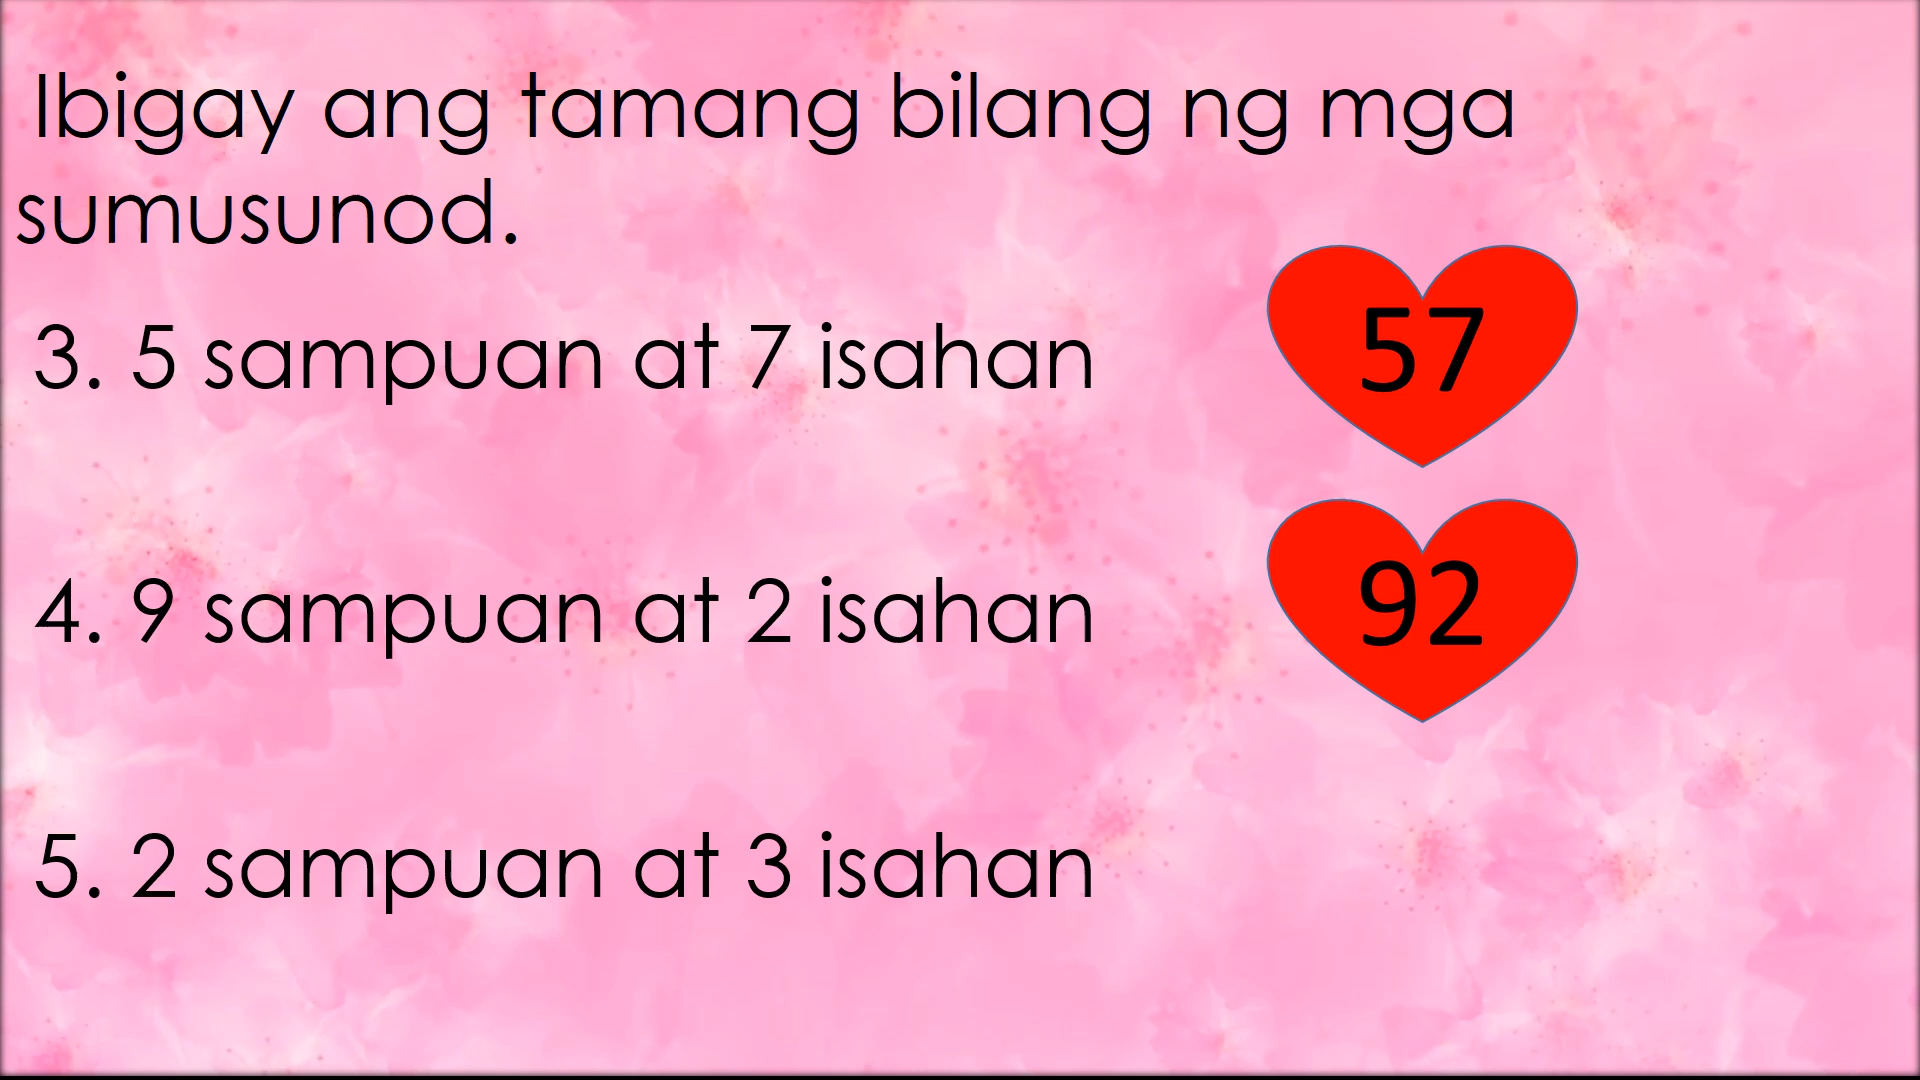 Ibigay ang tamang bilang ng mga
sumusunod.
3. 5 sampuan at 7 isahan
57
4. 9 sampuan at 2 isahan
92
5. 2 sampuan at 3 isahan